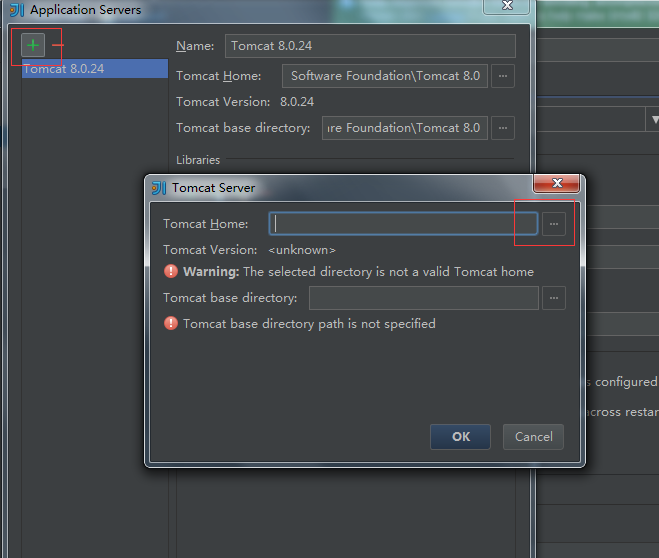 Application Servers
Name: Tomcat 8.0.24
Tomcat 8.0.24
Tomcat Home: Software Foundation\Tomcat 8.0 ...
Tomcat Version: 8.0.24
Tomcat base directory: re Foundation\Tomcat 8.0 ...
Libraries
Tomcat Server
Tomcat Home: ...
Tomcat Version: <unknown>
Warning: The selected directory is not a valid Tomcat home
Tomcat base directory: ...
Tomcat base directory path is not specified
s configured
across restar
OK Cancel